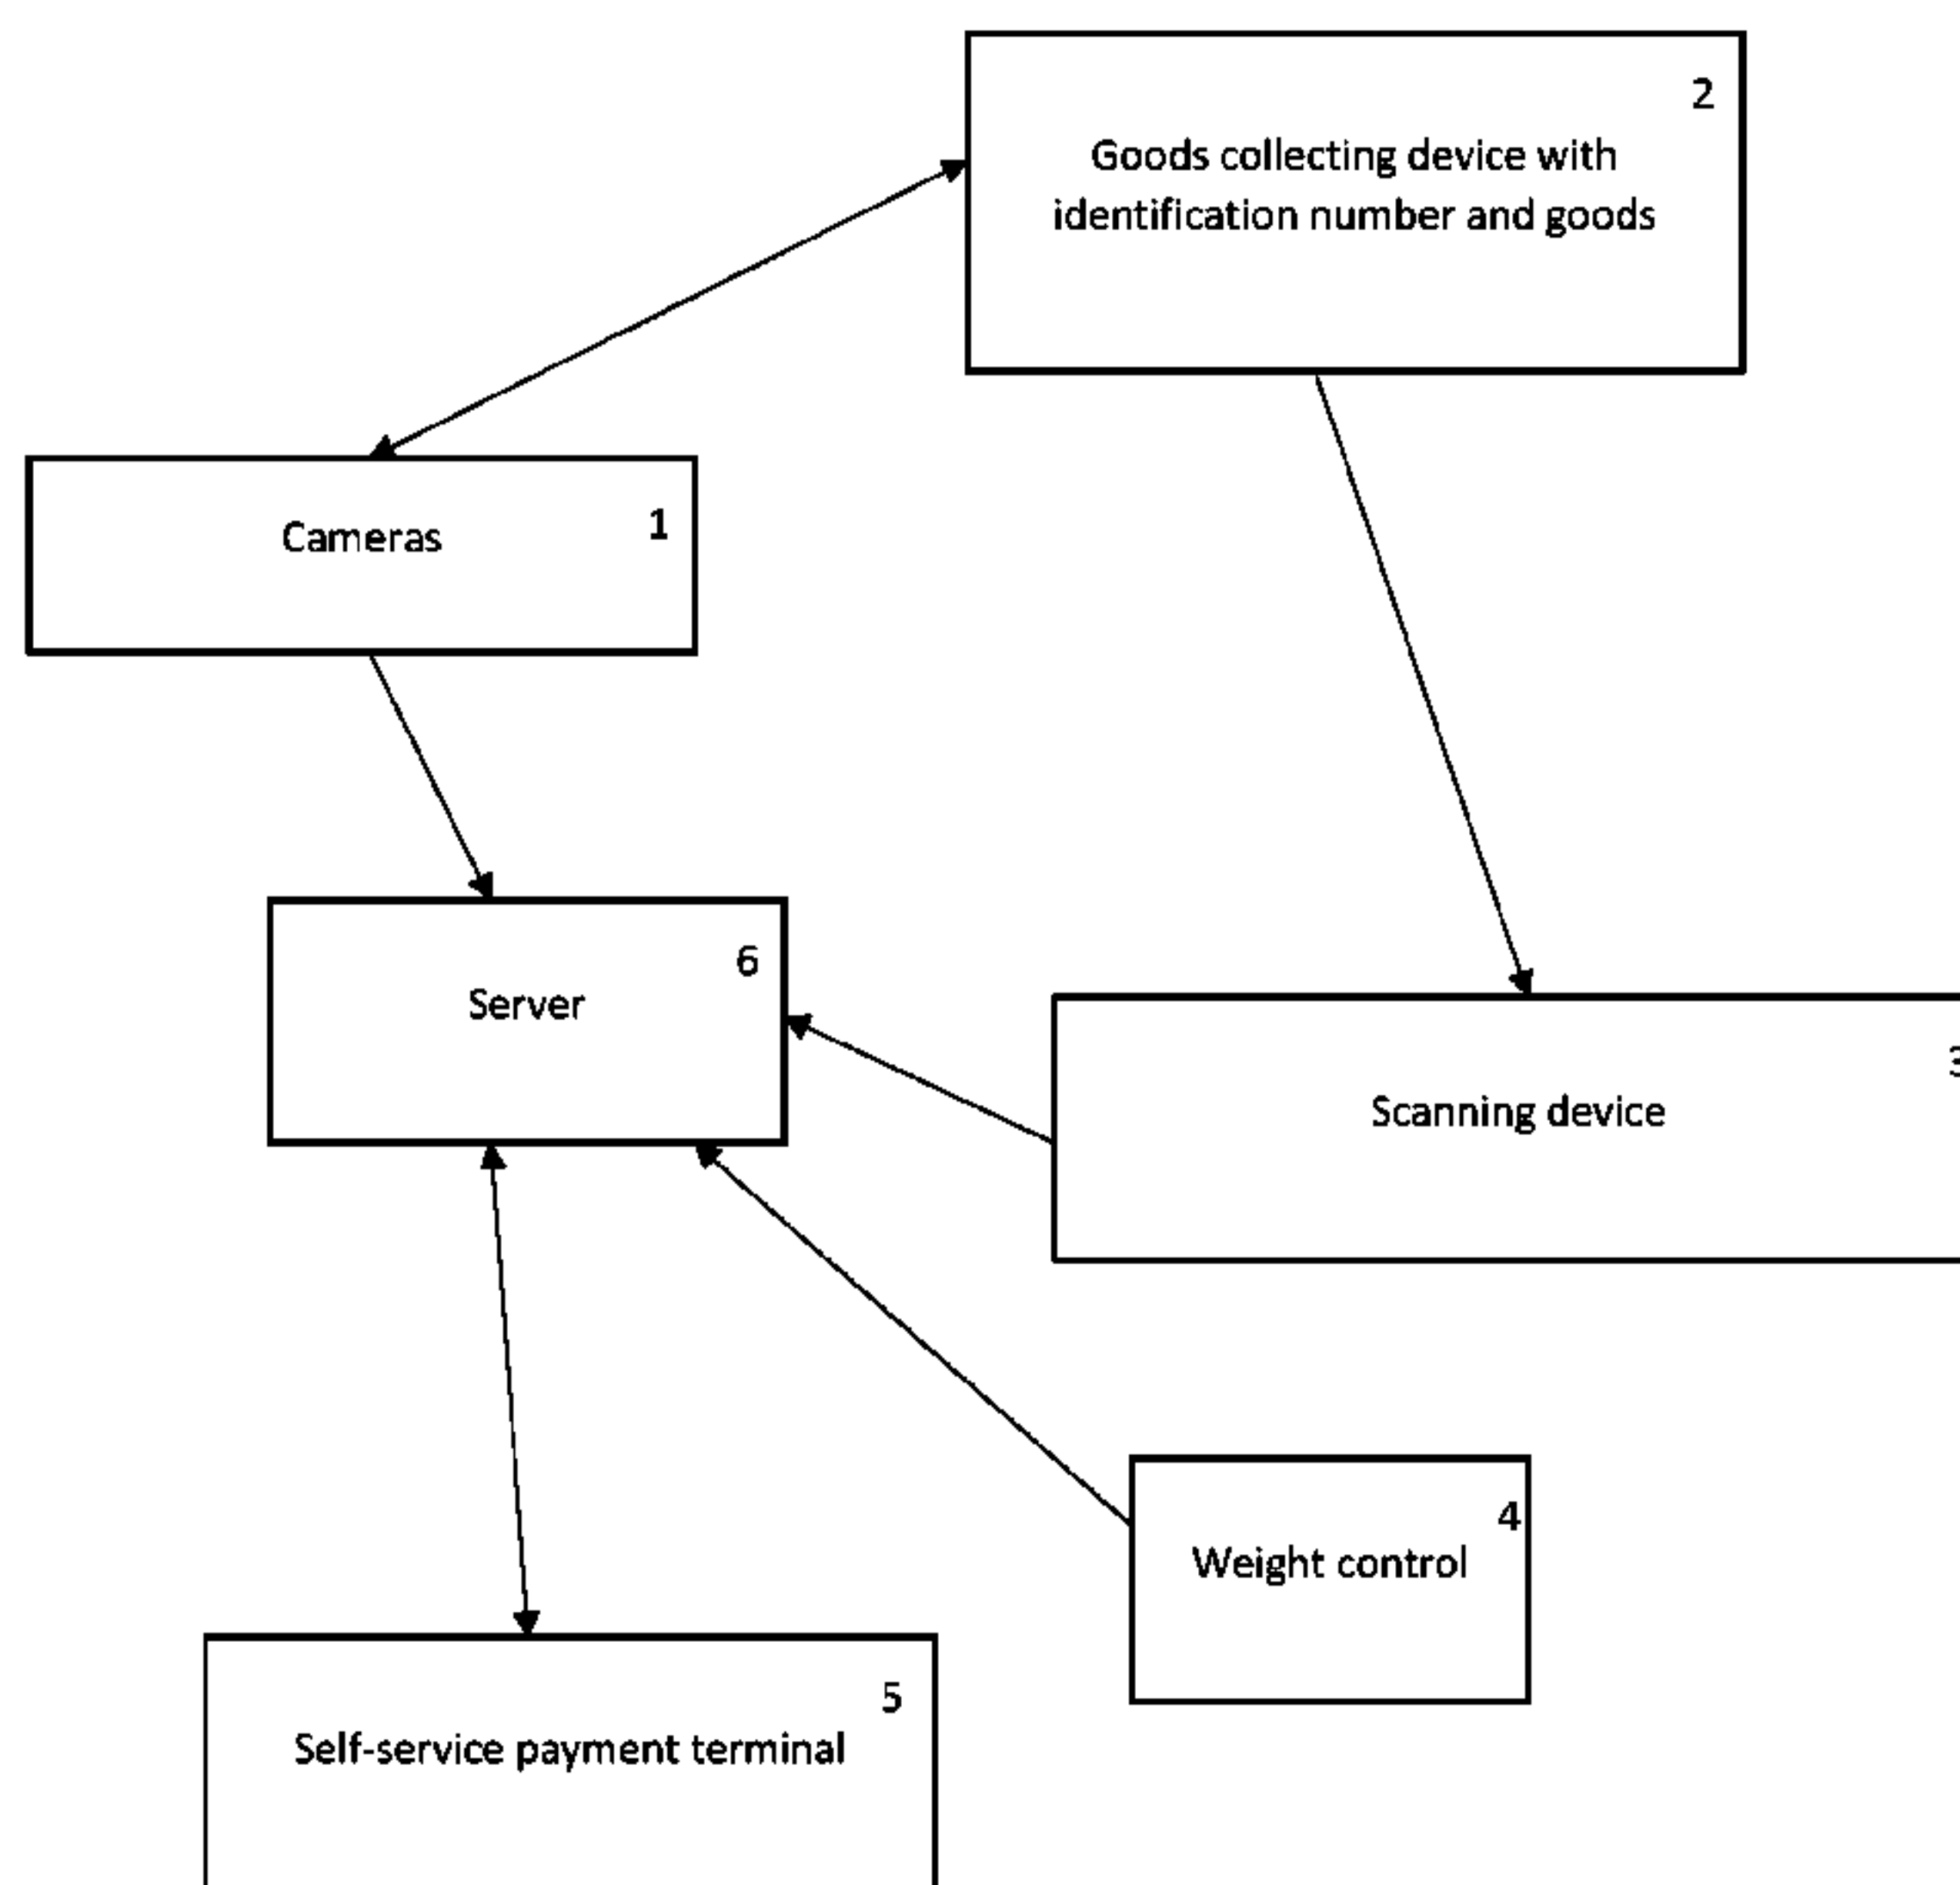 2
Goods collecting device with
identification number and goods
1
Cameras
6
Server
3
Scanning device
4
Weight control
5
Self-service payment terminal